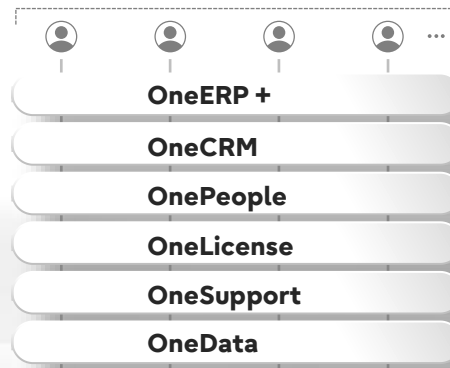 ...
OneERP +
OneCRM
OnePeople
OneLicense
OneSupport
OneData